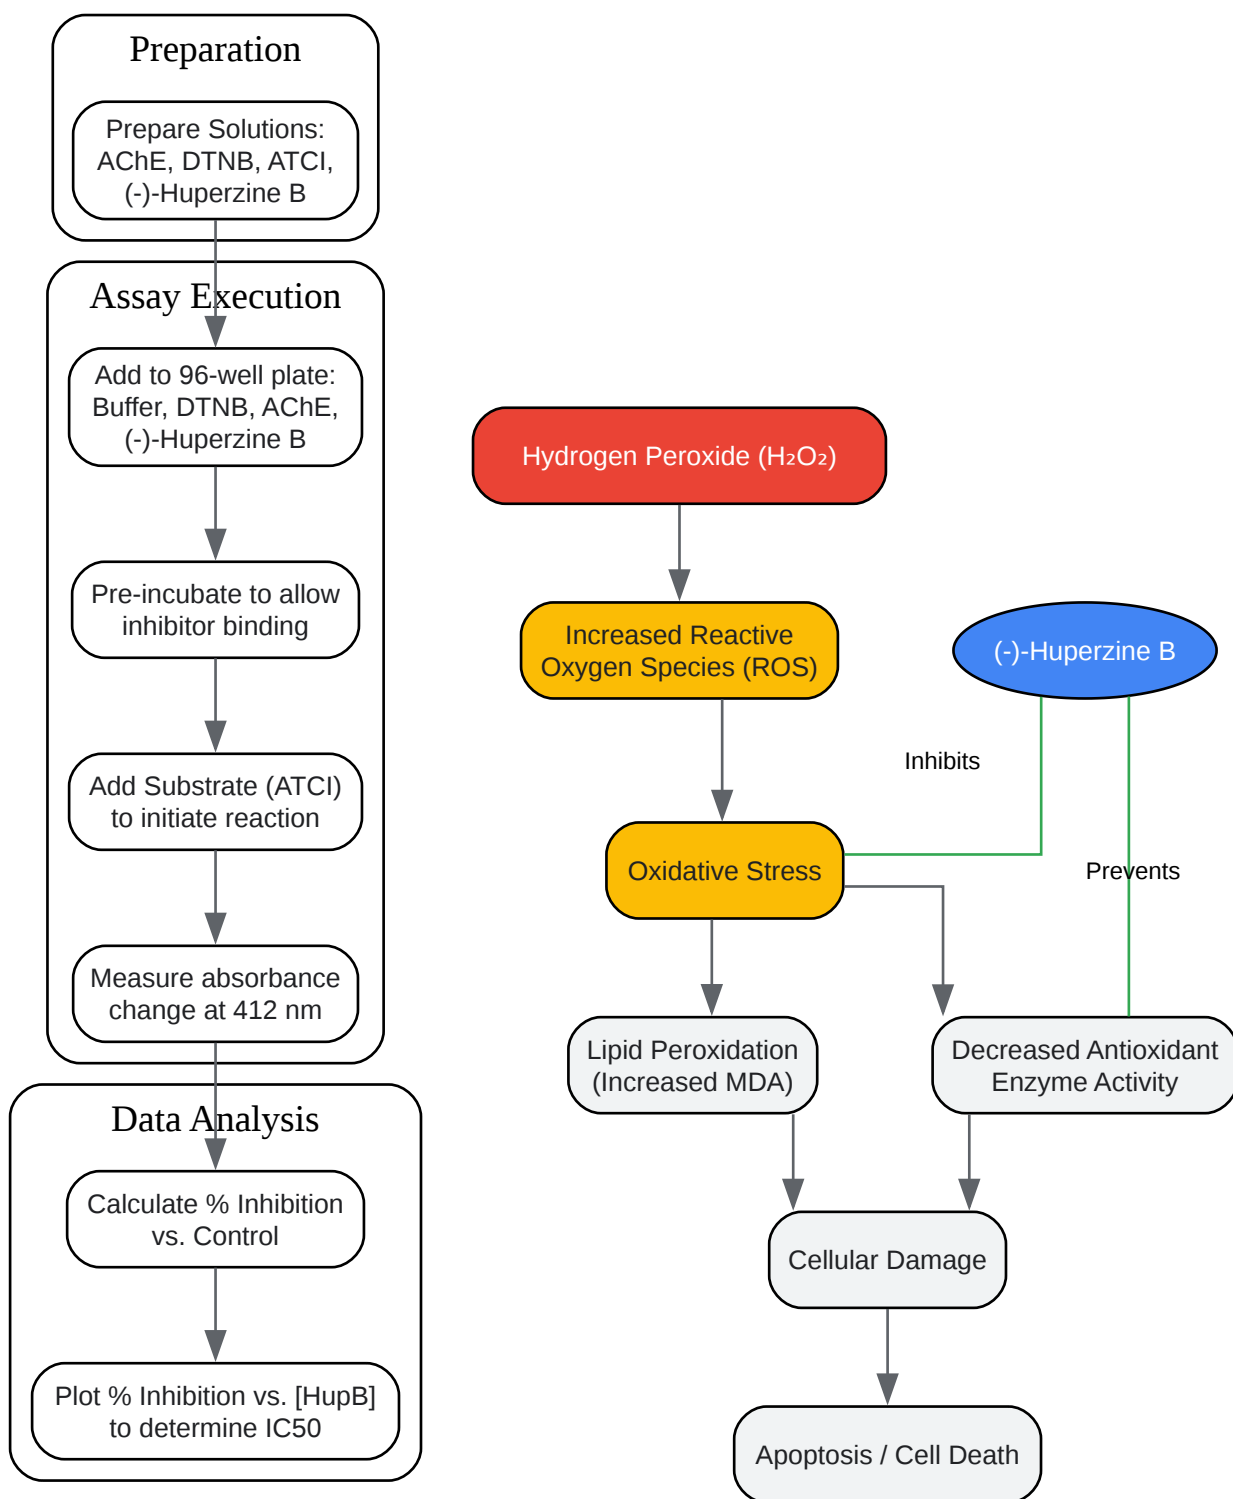 Preparation
Prepare Solutions:
AChE, DTNB, ATCI,
(-)-Huperzine B
Assay Execution
Add to 96-well plate:
Buffer, DTNB, AChE,
(-)-Huperzine B
Pre-incubate to allow
inhibitor binding
Add Substrate (ATCI)
to initiate reaction
Measure absorbance
change at 412 nm
Data Analysis
Calculate % Inhibition
vs. Control
Plot % Inhibition vs. [HupB]
to determine IC50
Hydrogen Peroxide (H₂O₂)
Increased Reactive
Oxygen Species (ROS)
(-)-Huperzine B
Inhibits
Oxidative Stress
Prevents
Lipid Peroxidation
(Increased MDA)
Decreased Antioxidant
Enzyme Activity
Cellular Damage
Apoptosis / Cell Death